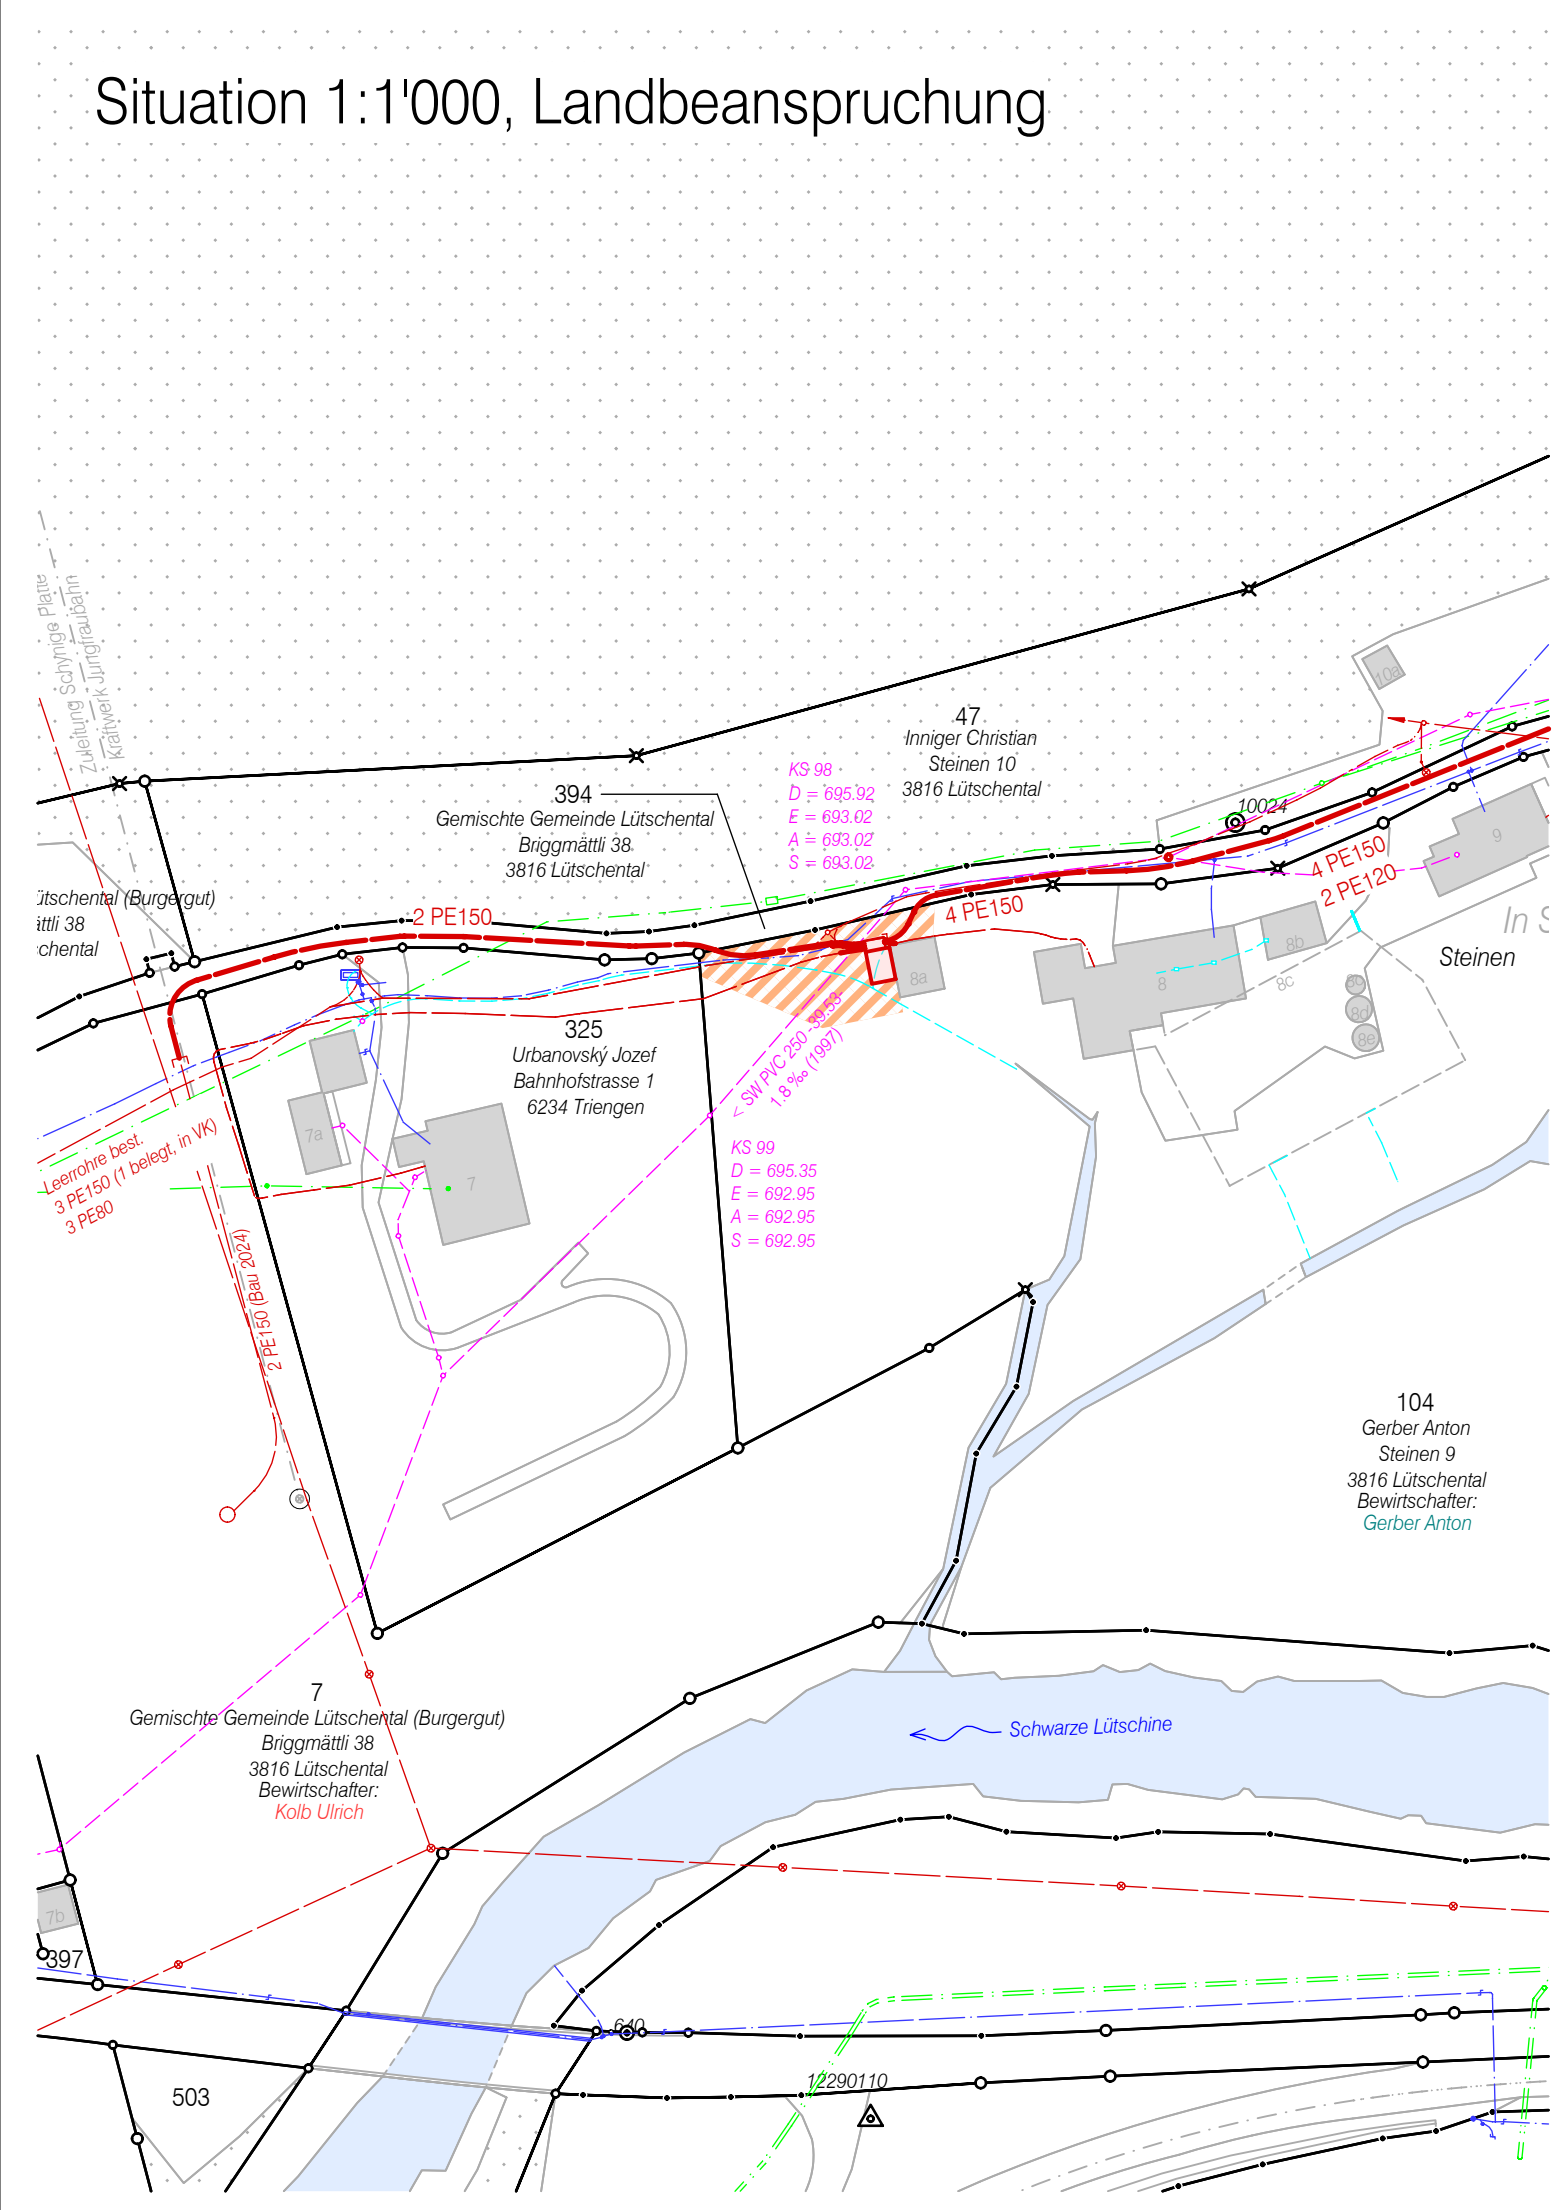 Situation 1:1'000, Landbeanspruchung
Zuleitung Schynige Platte
Kraftwerk Jungfraubahn
10a
47
Inniger Christian
Steinen 10
3816 Lütschental
KS 98
D = 695.92
E = 693.02
A = 693.02
S = 693.02
394
Gemischte Gemeinde Lütschental
Briggmättli 38
3816 Lütschental
10024
9
4 PE150
2 PE120
ütschental (Burgergut)
ättli 38
schental
2 PE150
4 PE150
In S
Steinen
8a
8
8b
8c
8c
8d
8e
325
Urbanovský Jozef
Bahnhofstrasse 1
6234 Triengen
< SW PVC 250 -39.53-
1.8 ‰ (1997)
Leerrohre best.
3 PE150 (1 belegt, in VK)
3 PE80
7a
7
KS 99
D = 695.35
E = 692.95
A = 692.95
S = 692.95
2 PE150 (Bau 2024)
104
Gerber Anton
Steinen 9
3816 Lütschental
Bewirtschafter:
Gerber Anton
7
Gemischte Gemeinde Lütschental (Burgergut)
Briggmättli 38
3816 Lütschental
Bewirtschafter:
Kolb Ulrich
Schwarze Lütschine
7b
397
640
12290110
503